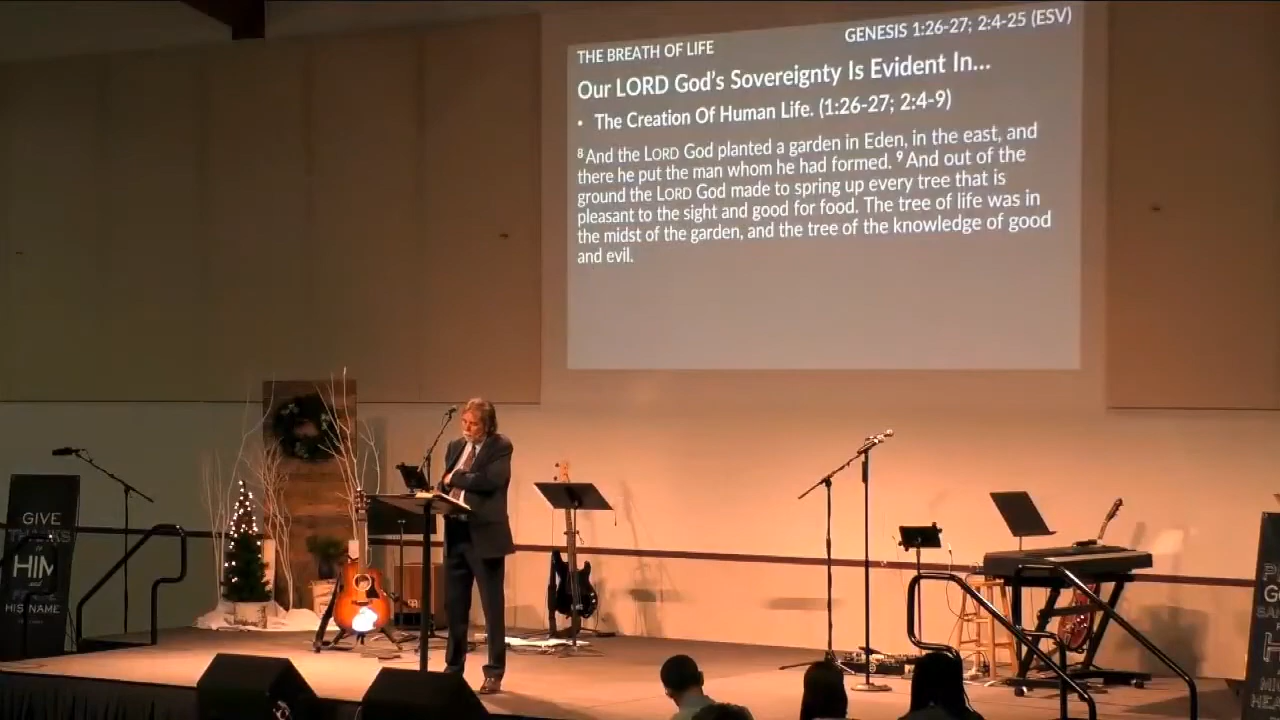 THE BREATH OF LIFE
GENESIS 1:26-27; 2:4-25 (ESV)
Our LORD God's Sovereignty Is Evident In...
• The Creation Of Human Life. (1:26-27; 2:4-9)
8 And the LORD God planted a garden in Eden, in the east, and
there he put the man whom he had formed. 9 And out of the
ground the LORD God made to spring up every tree that is
pleasant to the sight and good for food. The tree of life was in
the midst of the garden, and the tree of the knowledge of good
and evil.
GIVE
THANKS
HIM
HIS NAME